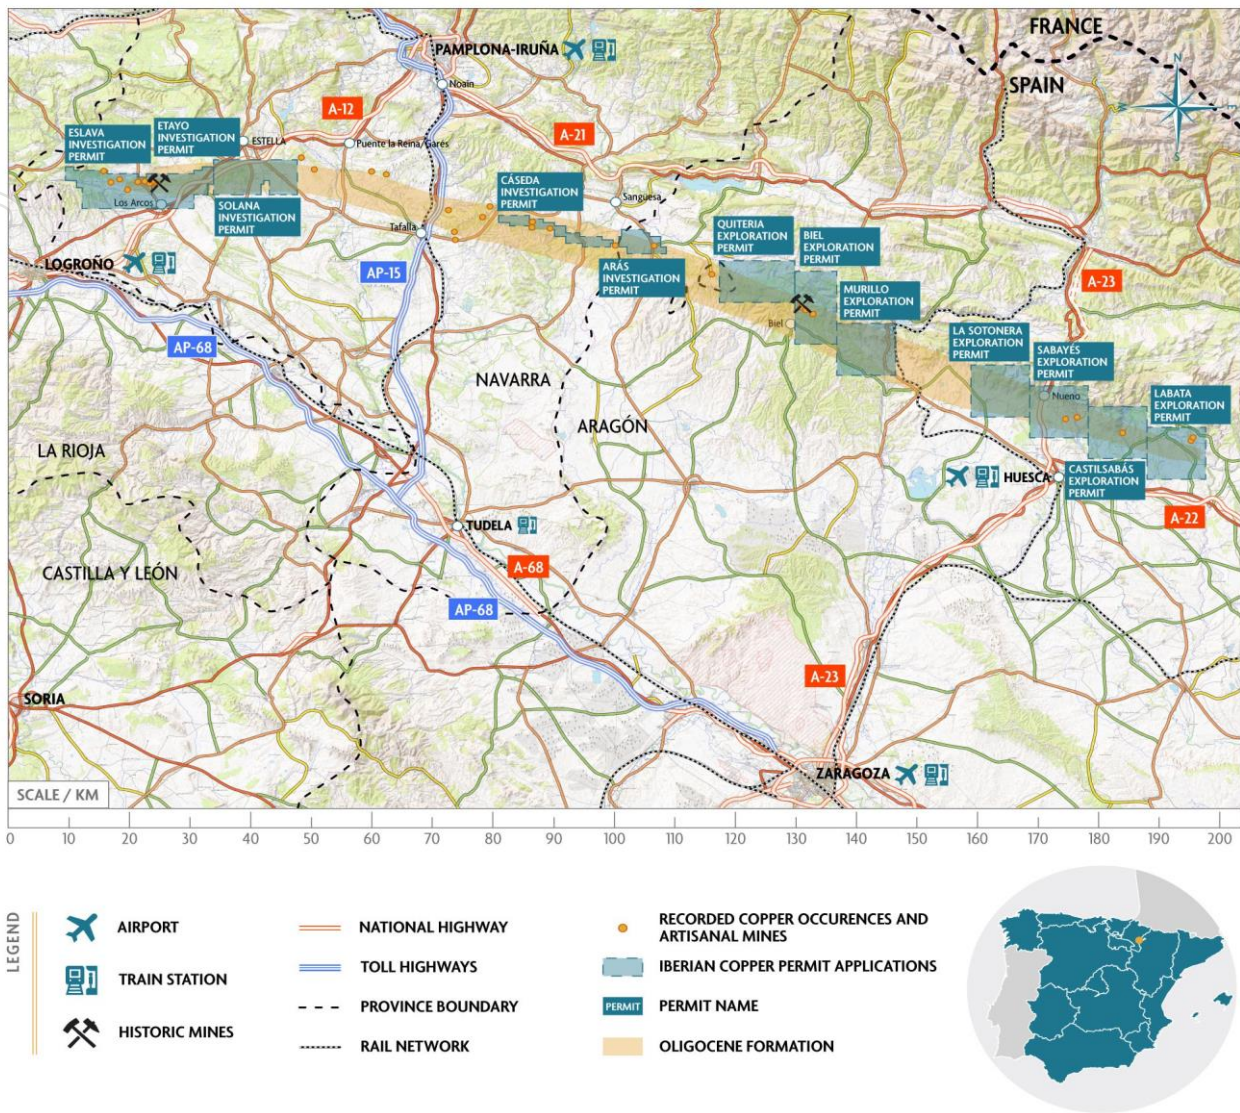 FRANCE
SPAIN
N
S
PAMPLONA-IRUÑA
Noain
A-12
A-21
ESLAVA
INVESTIGATION
PERMIT
ETAYO
INVESTIGATION
PERMIT
ESTELLA
Puente la Reina/Gares
Los Arcos
SOLANA
INVESTIGATION
PERMIT
CÁSEDA
INVESTIGATION
PERMIT
Sanguesa
Tafalla
ARÁS
INVESTIGATION
PERMIT
QUITERIA
EXPLORATION
PERMIT
BIEL
EXPLORATION
PERMIT
MURILLO
EXPLORATION
PERMIT
A-23
LOGROÑO
AP-15
AP-68
Biel
LA SOTONERA
EXPLORATION
PERMIT
SABAYÉS
EXPLORATION
PERMIT
Nueno
LABATA
EXPLORATION
PERMIT
NAVARRA
ARAGÓN
LA RIOJA
HUESCA
CASTILSABÁS
EXPLORATION
PERMIT
A-22
TUDELA
A-68
CASTILLA Y LEÓN
AP-68
A-23
SORIA
ZARAGOZA
SCALE / KM
0 10 20 30 40 50 60 70 80 90 100 110 120 130 140 150 160 170 180 190 200
LEGEND
AIRPORT
TRAIN STATION
HISTORIC MINES
NATIONAL HIGHWAY
TOLL HIGHWAYS
PROVINCE BOUNDARY
RAIL NETWORK
RECORDED COPPER OCCURENCES AND
ARTISANAL MINES
IBERIAN COPPER PERMIT APPLICATIONS
PERMIT
PERMIT NAME
OLIGOCENE FORMATION